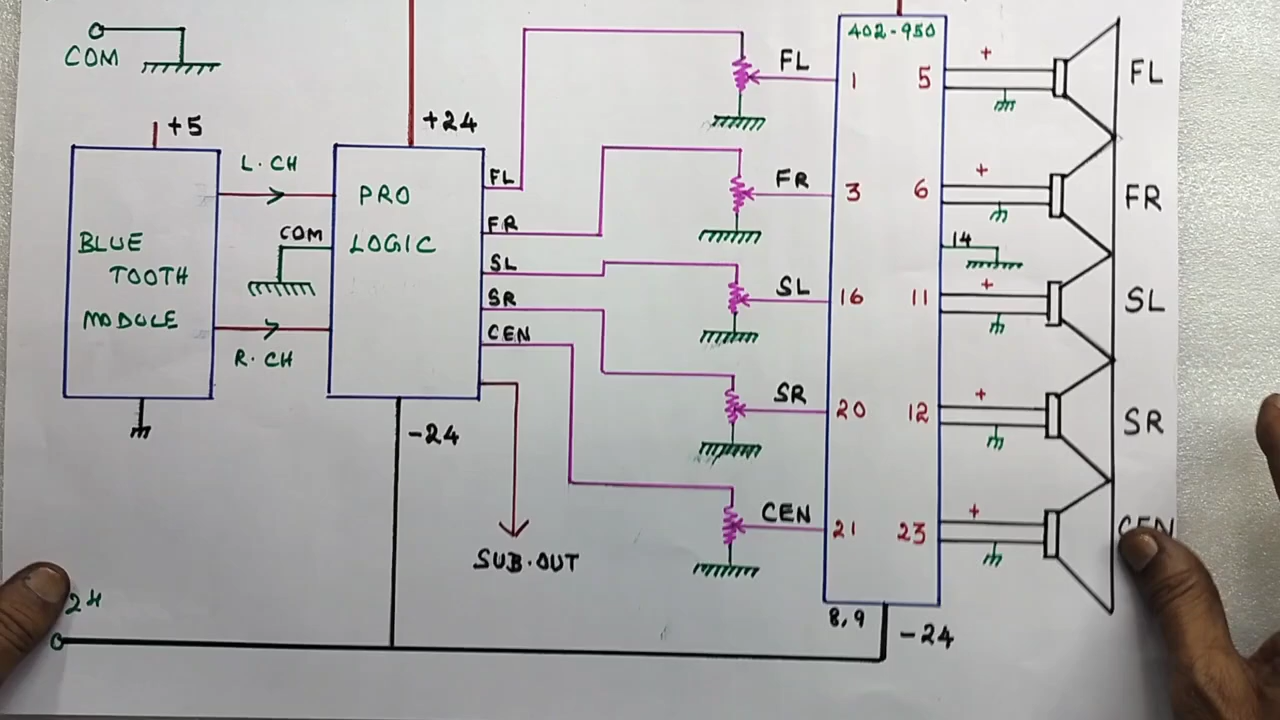 COM
+5
BLUE
TOOTH
MODULE
L·CH
R·CH
COM
+24
PRO
LOGIC
-24
FL
FR
SL
SR
CEN
SUB·OUT
FL
FR
SL
SR
CEN
402-950
1 5
3 6
14
16 11
20 12
21 23
8,9
-24
+
+
+
+
+
FL
FR
SL
SR
CEN
24